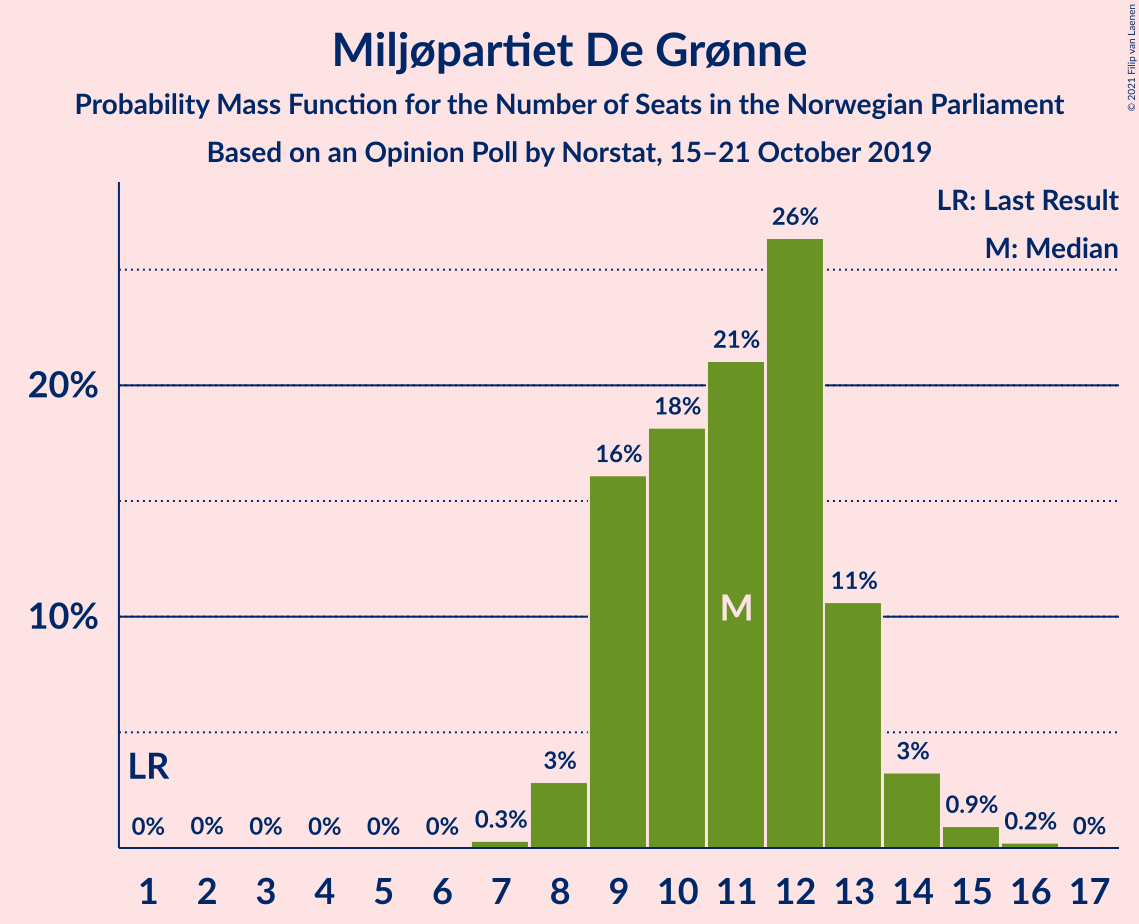 Miljøpartiet De Grønne
Probability Mass Function for the Number of Seats in the Norwegian Parliament
Based on an Opinion Poll by Norstat, 15–21 October 2019
© 2021 Filip van Laenen
LR: Last Result
M: Median
26%
21%
20%
18%
16%
11%
M
10%
LR
3%
3%
0%
0%
0%
0%
0%
0%
0.3%
0.9%
0.2%
0%
1 2 3 4 5 6 7 8 9 10 11 12 13 14 15 16 17